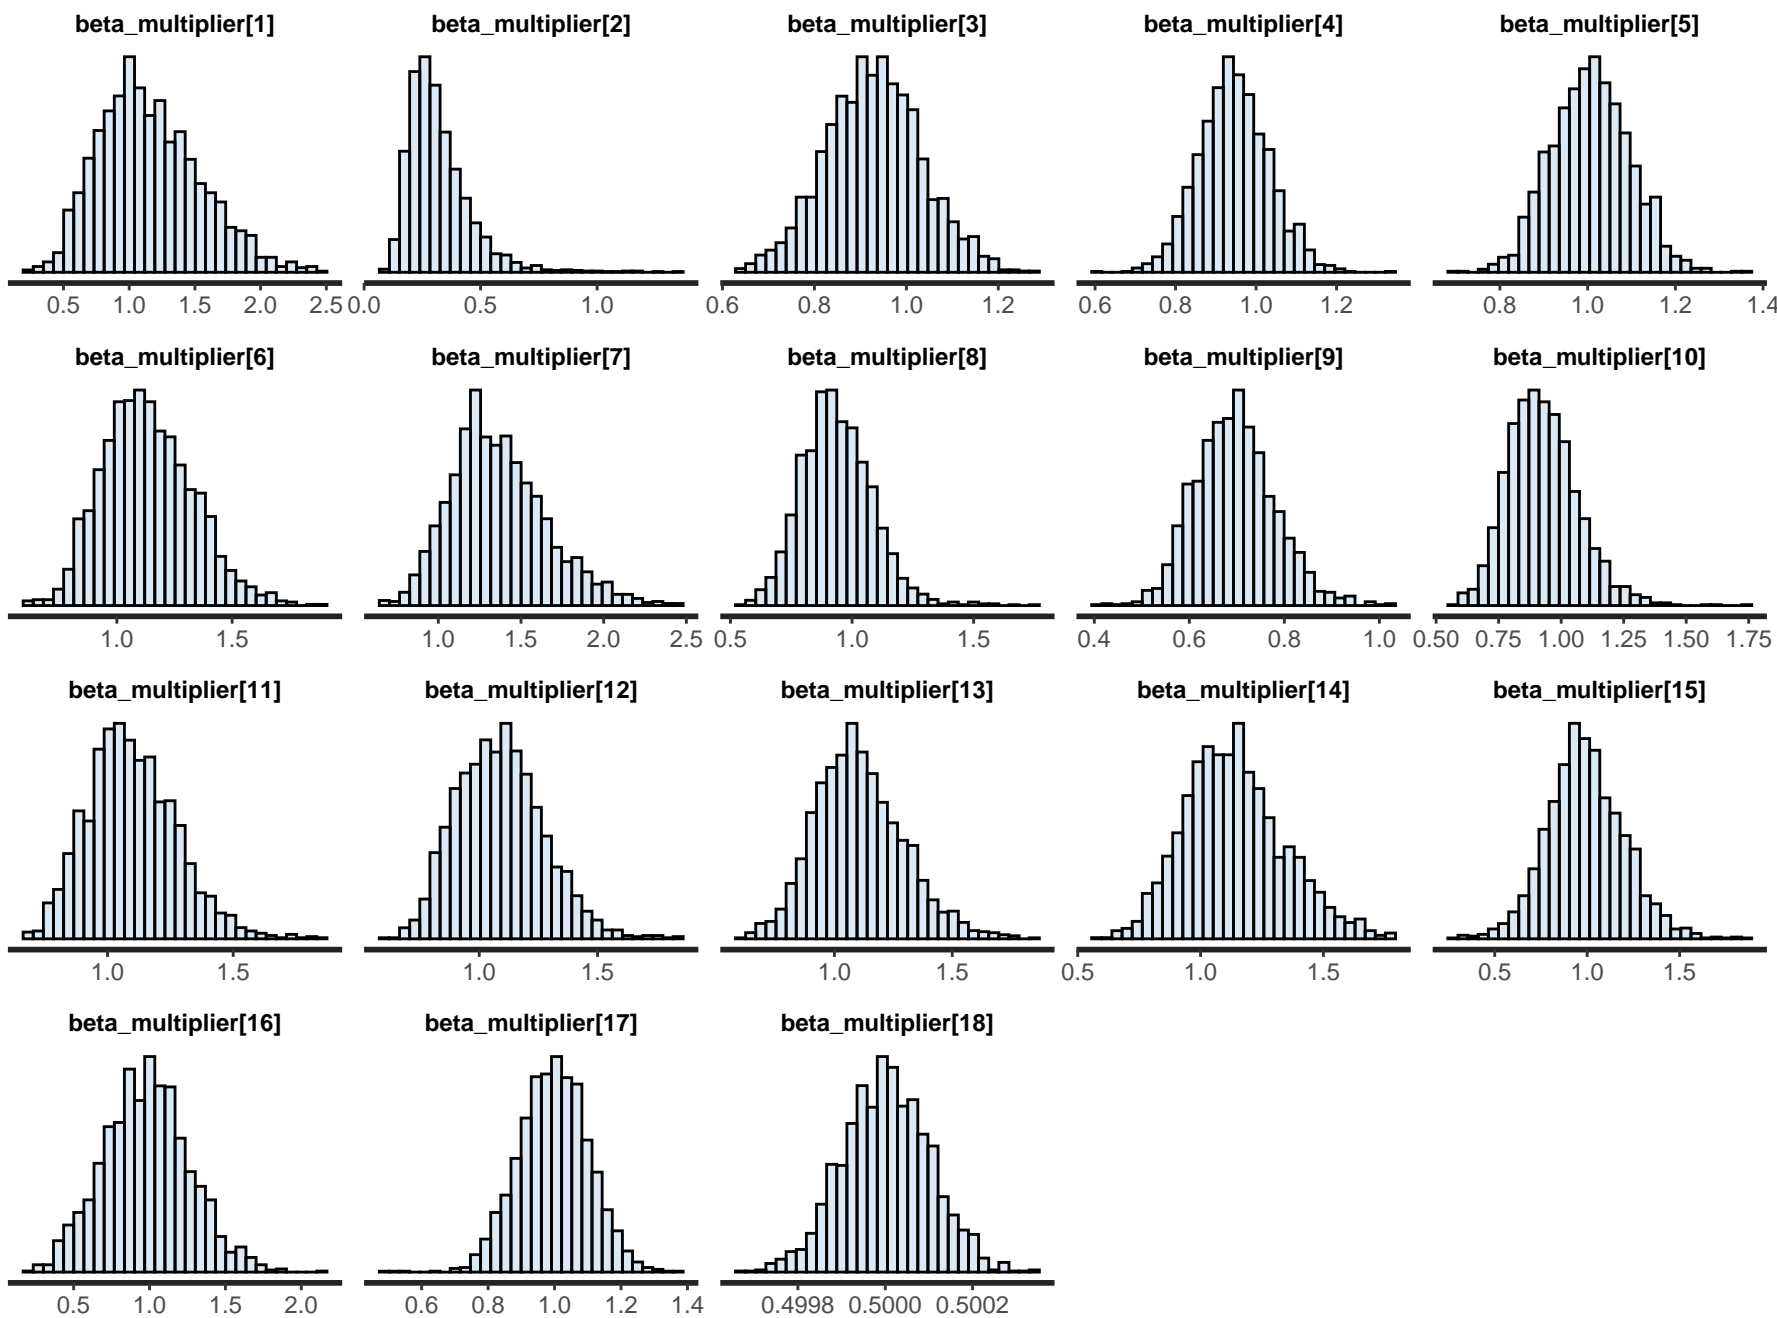 beta_multiplier[1] beta_multiplier[2] beta_multiplier[3] beta_multiplier[4] beta_multiplier[5]
0.5 1.0 1.5 2.0 2.5 0.0 0.5 1.0 0.6 0.8 1.0 1.2 0.6 0.8 1.0 1.2 0.8 1.0 1.2 1.4
beta_multiplier[6] beta_multiplier[7] beta_multiplier[8] beta_multiplier[9] beta_multiplier[10]
1.0 1.5 1.0 1.5 2.0 2.5 0.5 1.0 1.5 0.4 0.6 0.8 1.0 0.50 0.75 1.00 1.25 1.50 1.75
beta_multiplier[11] beta_multiplier[12] beta_multiplier[13] beta_multiplier[14] beta_multiplier[15]
1.0 1.5 1.0 1.5 1.0 1.5 0.5 1.0 1.5 0.5 1.0 1.5
beta_multiplier[16] beta_multiplier[17] beta_multiplier[18]
0.5 1.0 1.5 2.0 0.6 0.8 1.0 1.2 1.4 0.4998 0.5000 0.5002